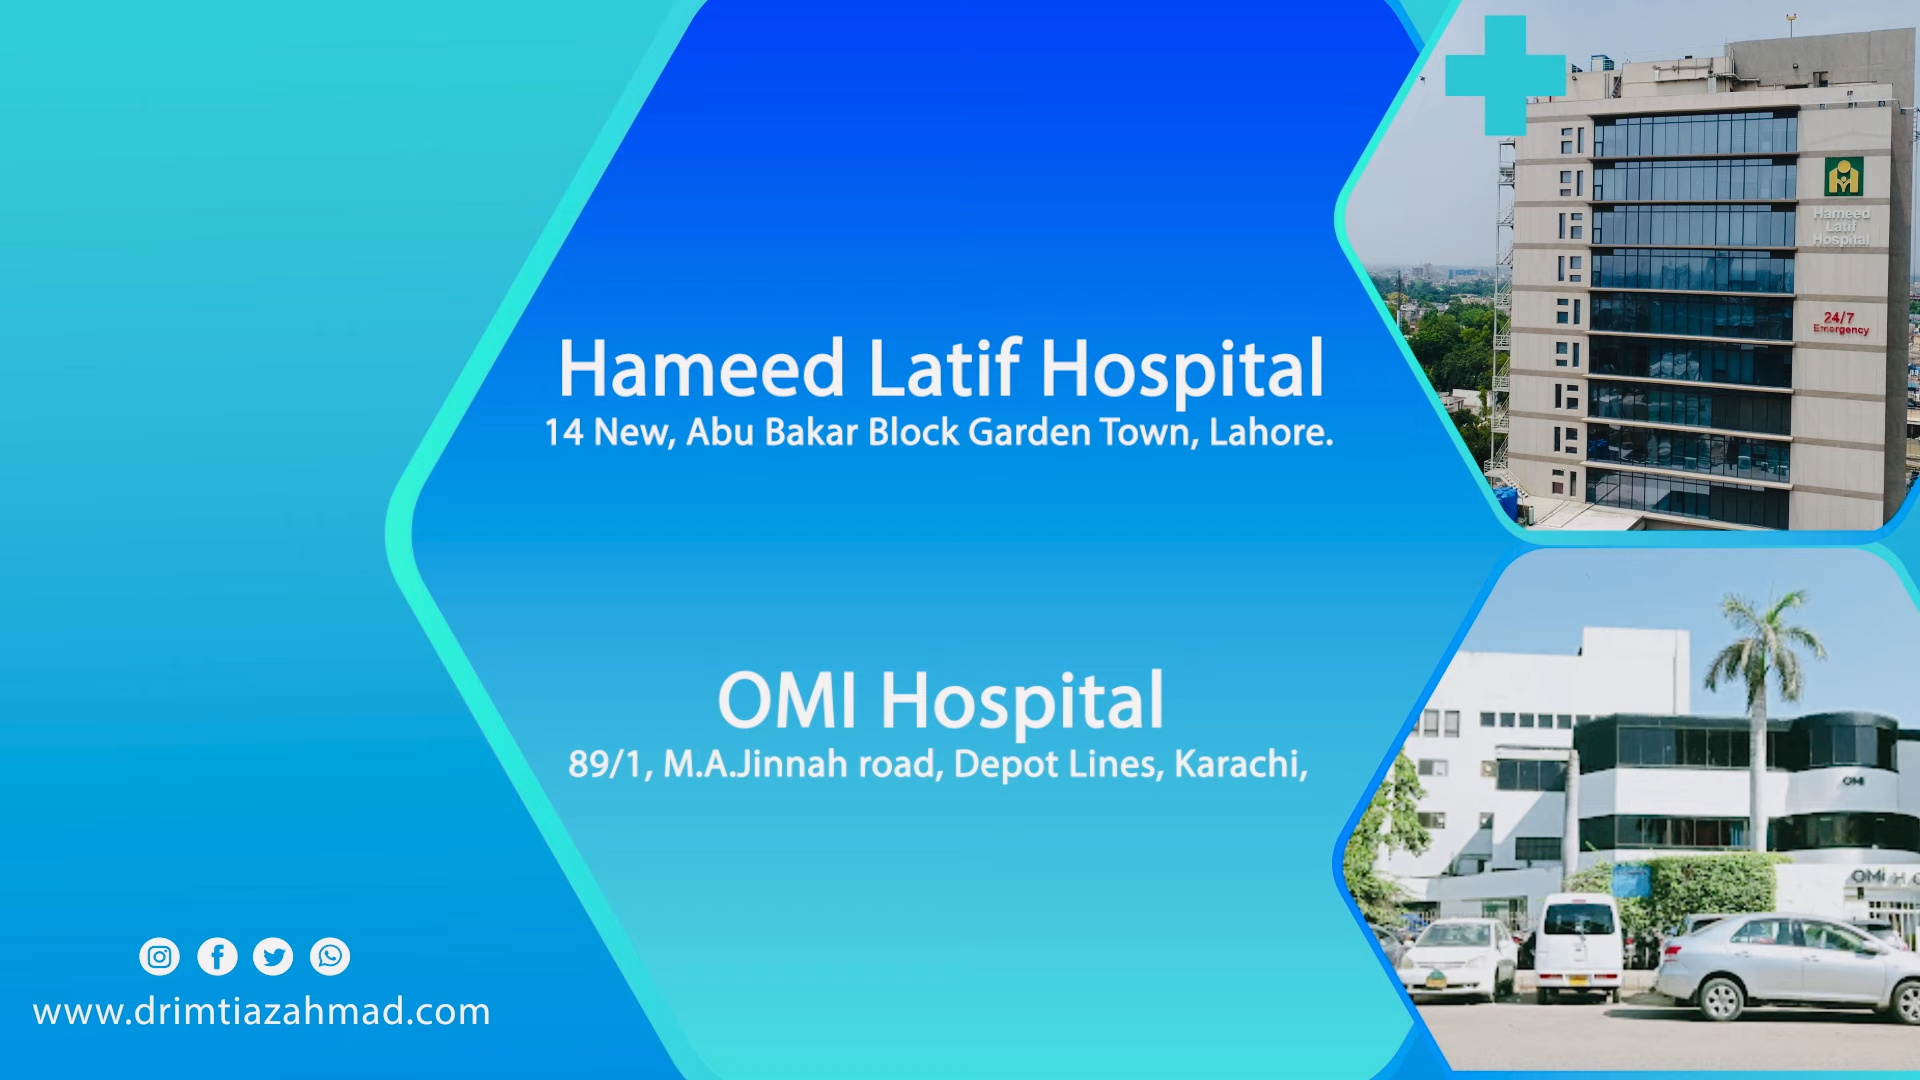 Hameed Latif Hospital
14 New, Abu Bakar Block Garden Town, Lahore.
OMI Hospital
89/1, M.A.Jinnah road, Depot Lines, Karachi,
www.drimtiazahmad.com
Hameed
Latif
Hospital
24/7
Emergency
OMI
OMI